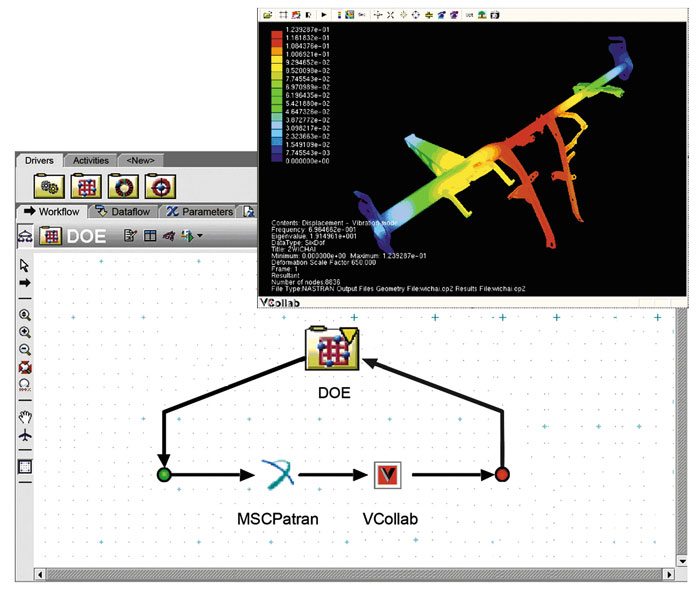 1.239287e-01
1.161832e-01
1.084376e-01
1.006921e-01
9.294652e-02
8.520098e-02
7.745543e-02
6.970989e-02
6.196435e-02
5.421880e-02
4.647326e-02
3.872772e-02
3.098217e-02
2.323663e-02
1.549109e-02
7.745543e-03
0.000000e+00
Contents: Displacement - Vibration mode
Frequency: 6.964662e-001
Eigenvalue: 1.914961e+001
DataType: SixDof
Title: ZWICHAI
Minimum: 0.000000e+00 Maximum: 1.239287e-01
Deformation Scale Factor 650.000
Frame: 1
Resultant
Number of nodes:8836
File Type:NASTRAN Output Files Geometry File:wichai.op2 Results File:wichai.op2
VCollab
Drivers Activities <New>
Workflow Dataflow Parameters
DOE
DOE
MSCPatran VCollab